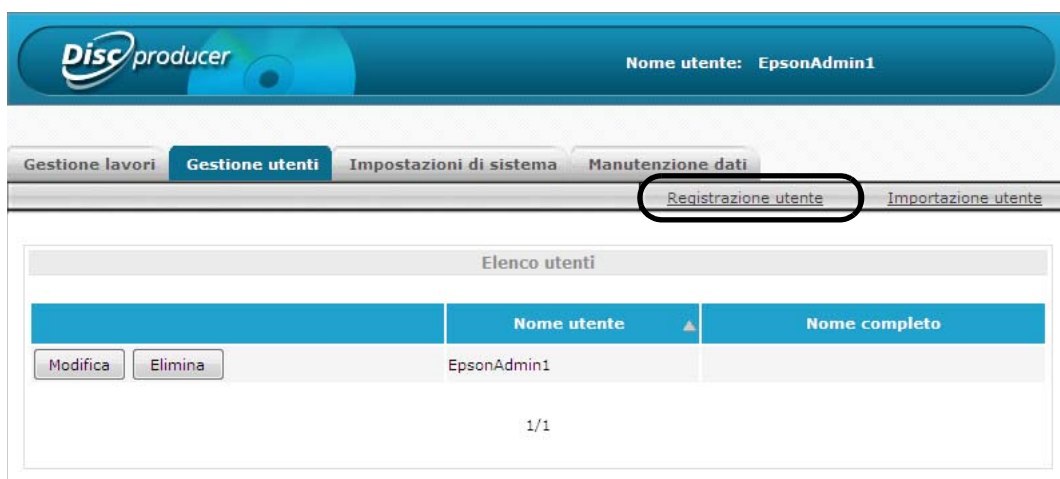 Disc producer
Nome utente: EpsonAdmin1
Gestione lavori Gestione utenti Impostazioni di sistema Manutenzione dati
Registrazione utente Importazione utente
Elenco utenti
Nome utente Nome completo
Modifica Elimina EpsonAdmin1
1/1